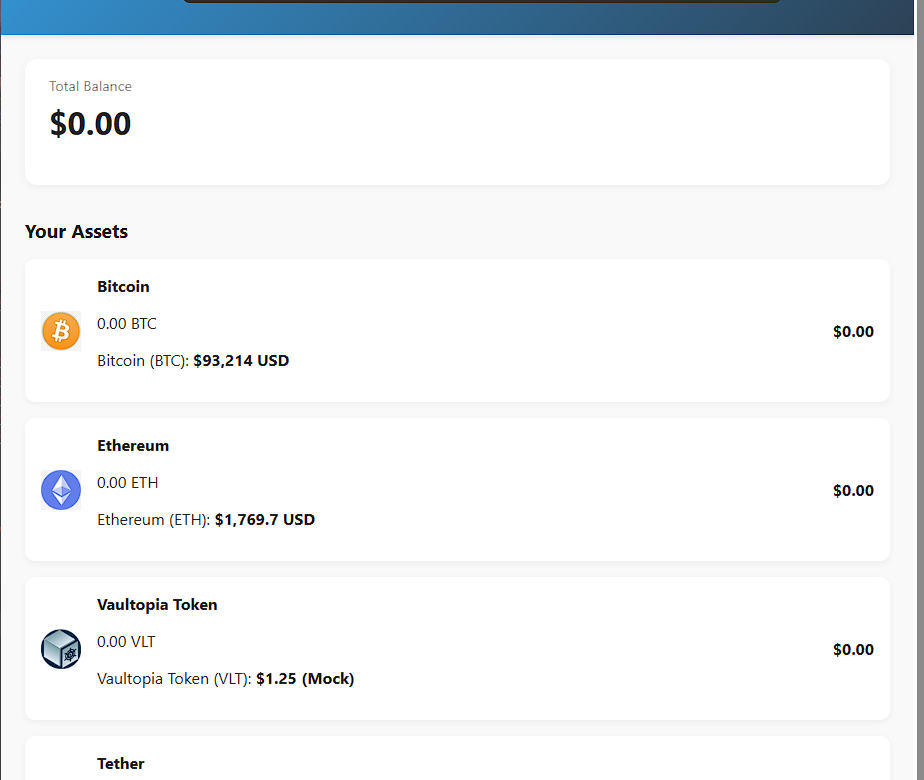 Total Balance
$0.00
Your Assets
Bitcoin
0.00 BTC
$0.00
Bitcoin (BTC): $93,214 USD
Ethereum
0.00 ETH
$0.00
Ethereum (ETH): $1,769.7 USD
Vaultopia Token
0.00 VLT
$0.00
Vaultopia Token (VLT): $1.25 (Mock)
Tether